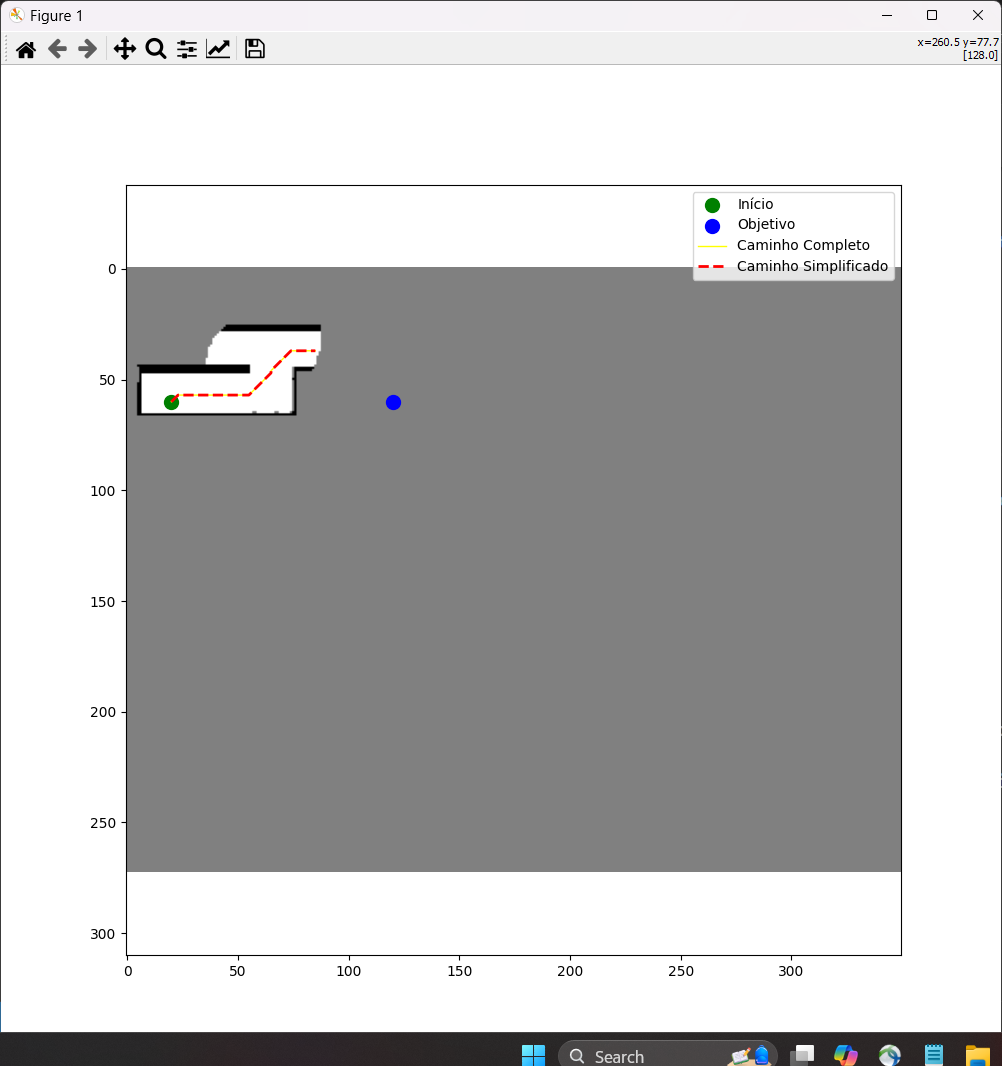 Figure 1
x=260.5 y=77.7
[128.0]
Início
Objetivo
Caminho Completo
Caminho Simplificado
0
50
100
150
200
250
300
0
50
100
150
200
250
300
Search